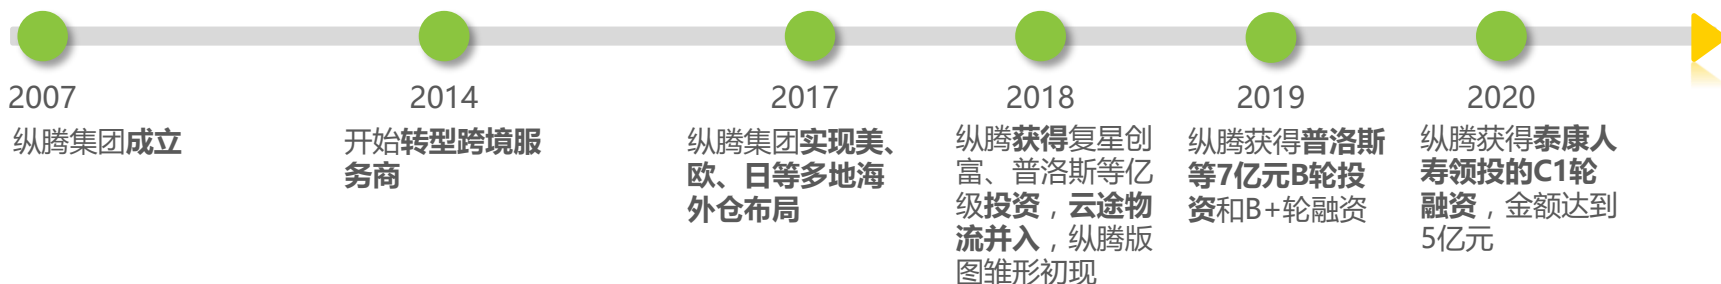 2007
纵腾集团成立
2014
开始转型跨境服
务商
2017
纵腾集团实现美、
欧、日等多地海
外仓布局
2018
纵腾获得复星创
富、普洛斯等亿
级投资，云途物
流并入，纵腾版
图雏形初现
2019
纵腾获得普洛斯
等7亿元B轮投
资和B+轮融资
2020
纵腾获得泰康人
寿领投的C1轮
融资，金额达到
5亿元